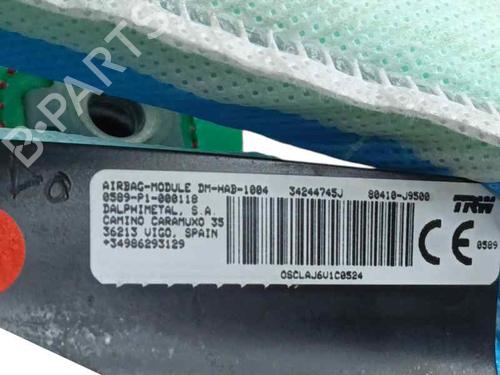 B-PARTS
AIRBAG-MODULE DM-HAB-1004 34244745J 80410-J9500
0589-P1-000118
DALPHIMETAL, S.A.
CAMINO CARAMUXO 35
36213 VIGO, SPAIN
+34986293129
TRW
CE 0589
OSCLAJ6V1C0524